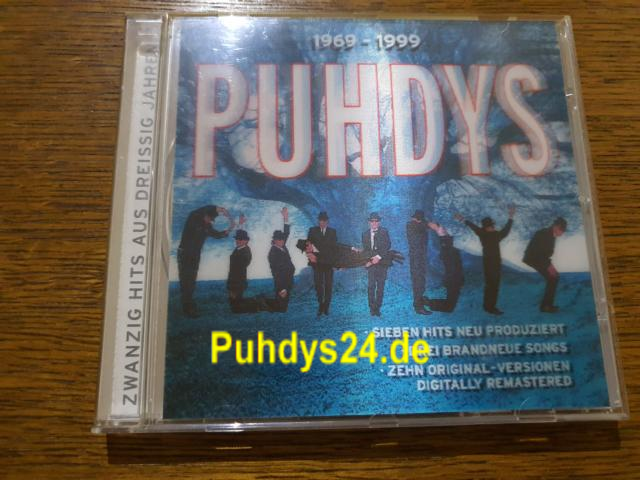 1969 - 1999
PUHDYS
ZWANZIG HITS AUS DREISSIG JAHREN
· SIEBEN HITS NEU PRODUZIERT
Puhdys24.de
DREI BRANDNEUE SONGS
· ZEHN ORIGINAL-VERSIONEN
DIGITALLY REMASTERED